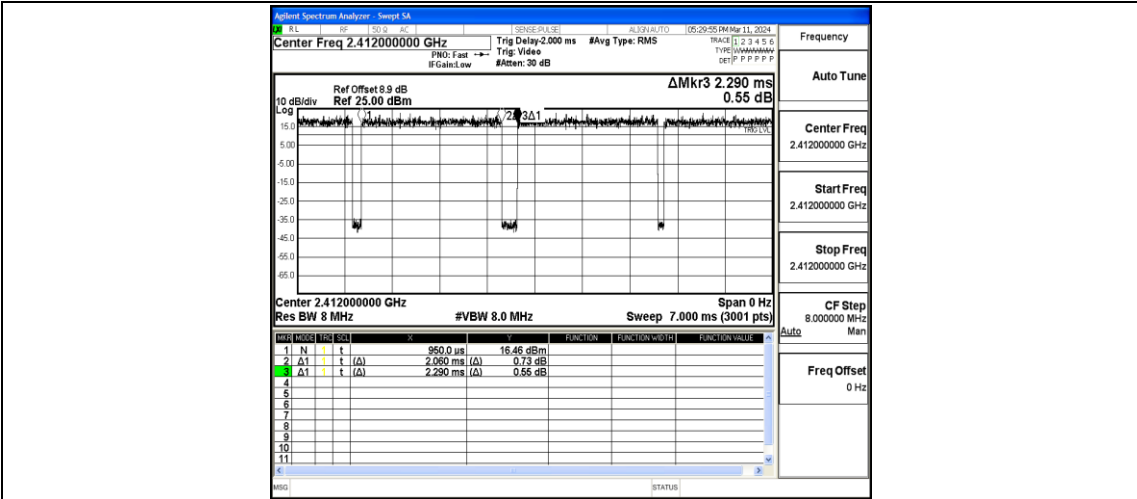 Agilent Spectrum Analyzer - Swept SA
RL RF 50 Ω AC SENSE:PULSE ALIGN AUTO 05:29:55 PM Mar 11, 2024
Center Freq 2.412000000 GHz
PNO: Fast
IFGain:Low
Trig Delay-2.000 ms
Trig: Video
#Atten: 30 dB
#Avg Type: RMS
TRACE 1 2 3 4 5 6
TYPE
DET P P P P P P
Frequency
Auto Tune
Center Freq
2.412000000 GHz
Start Freq
2.412000000 GHz
Stop Freq
2.412000000 GHz
CF Step
8.000000 MHz
Auto Man
Freq Offset
0 Hz
Ref Offset 8.9 dB
10 dB/div Ref 25.00 dBm
ΔMkr3 2.290 ms
0.55 dB
Log
15.0
5.00
-5.00
-15.0
-25.0
-35.0
-45.0
-55.0
-65.0
3Δ1
TRIG LVL
Center 2.412000000 GHz Span 0 Hz
Res BW 8 MHz #VBW 8.0 MHz Sweep 7.000 ms (3001 pts)
MKR MODE TRC SCL X Y FUNCTION FUNCTION WIDTH FUNCTION VALUE
1 N 1 t 950.0 us 16.46 dBm
2 Δ1 1 t (Δ) 2.060 ms (Δ) 0.73 dB
3 Δ1 1 t (Δ) 2.290 ms (Δ) 0.55 dB
4
5
6
7
8
9
10
11
MSG STATUS